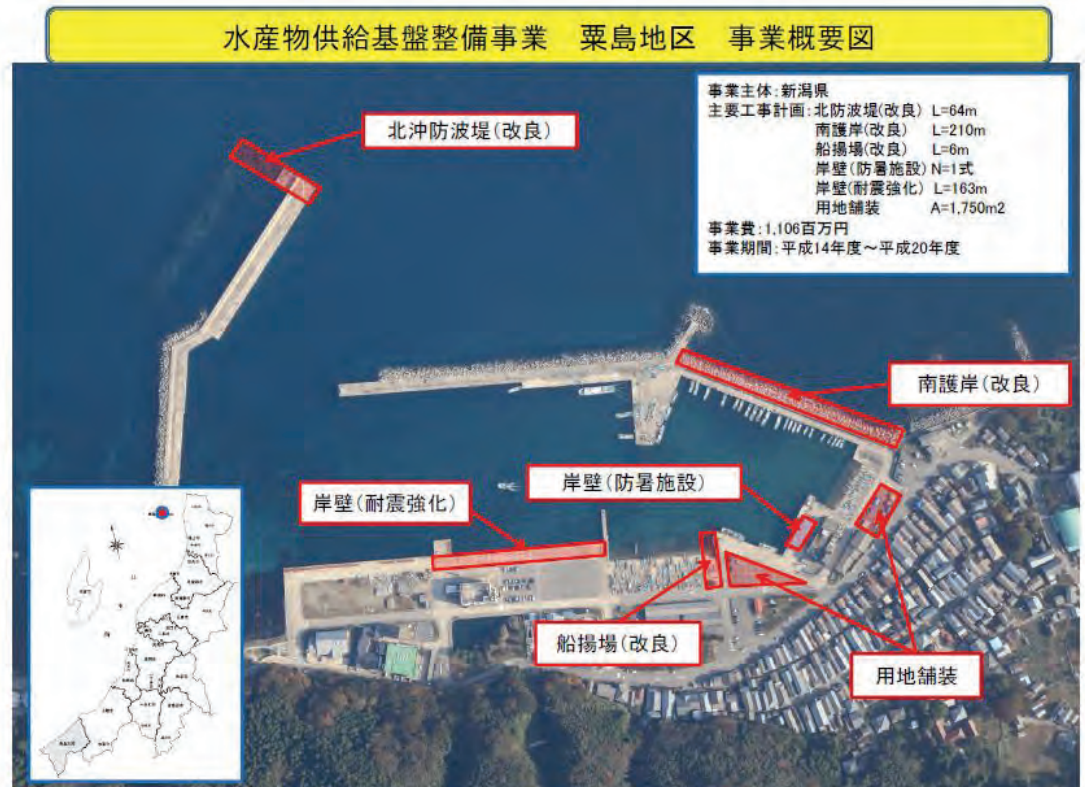 水産物供給基盤整備事業　粟島地区　事業概要図
事業主体:新潟県
主要工事計画:北防波堤(改良) L=64m
南護岸(改良) L=210m
船揚場(改良) L=6m
岸壁(防暑施設) N=1式
岸壁(耐震強化) L=163m
用地舗装 A=1,750m2
事業費:1,106百万円
事業期間:平成14年度～平成20年度
北沖防波堤(改良)
南護岸(改良)
岸壁(防暑施設)
岸壁(耐震強化)
船揚場(改良)
用地舗装